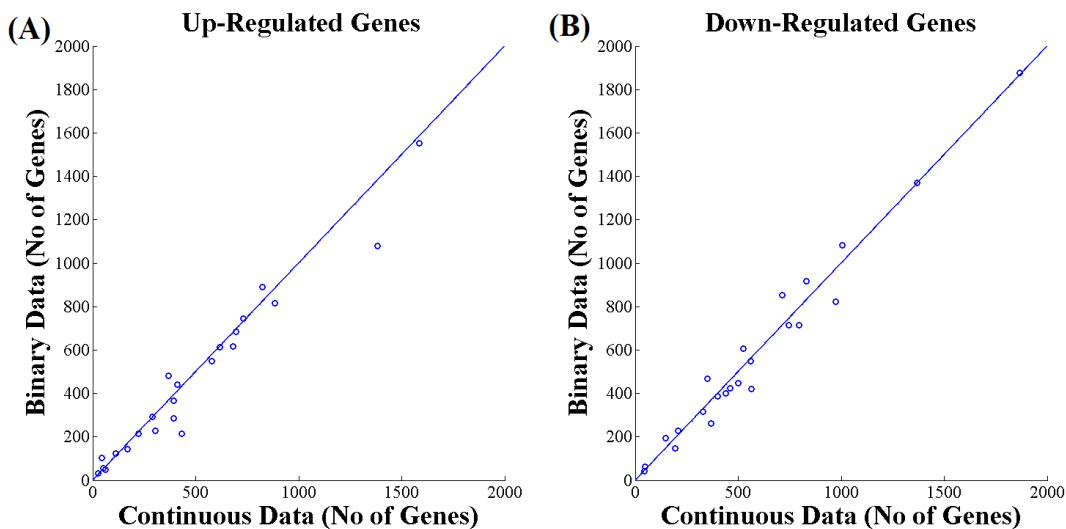 (A)
Up-Regulated Genes
Binary Data (No of Genes)
2000
1800
1600
1400
1200
1000
800
600
400
200
0
0 500 1000 1500 2000
Continuous Data (No of Genes)
(B)
Down-Regulated Genes
Binary Data (No of Genes)
2000
1800
1600
1400
1200
1000
800
600
400
200
0
0 500 1000 1500 2000
Continuous Data (No of Genes)